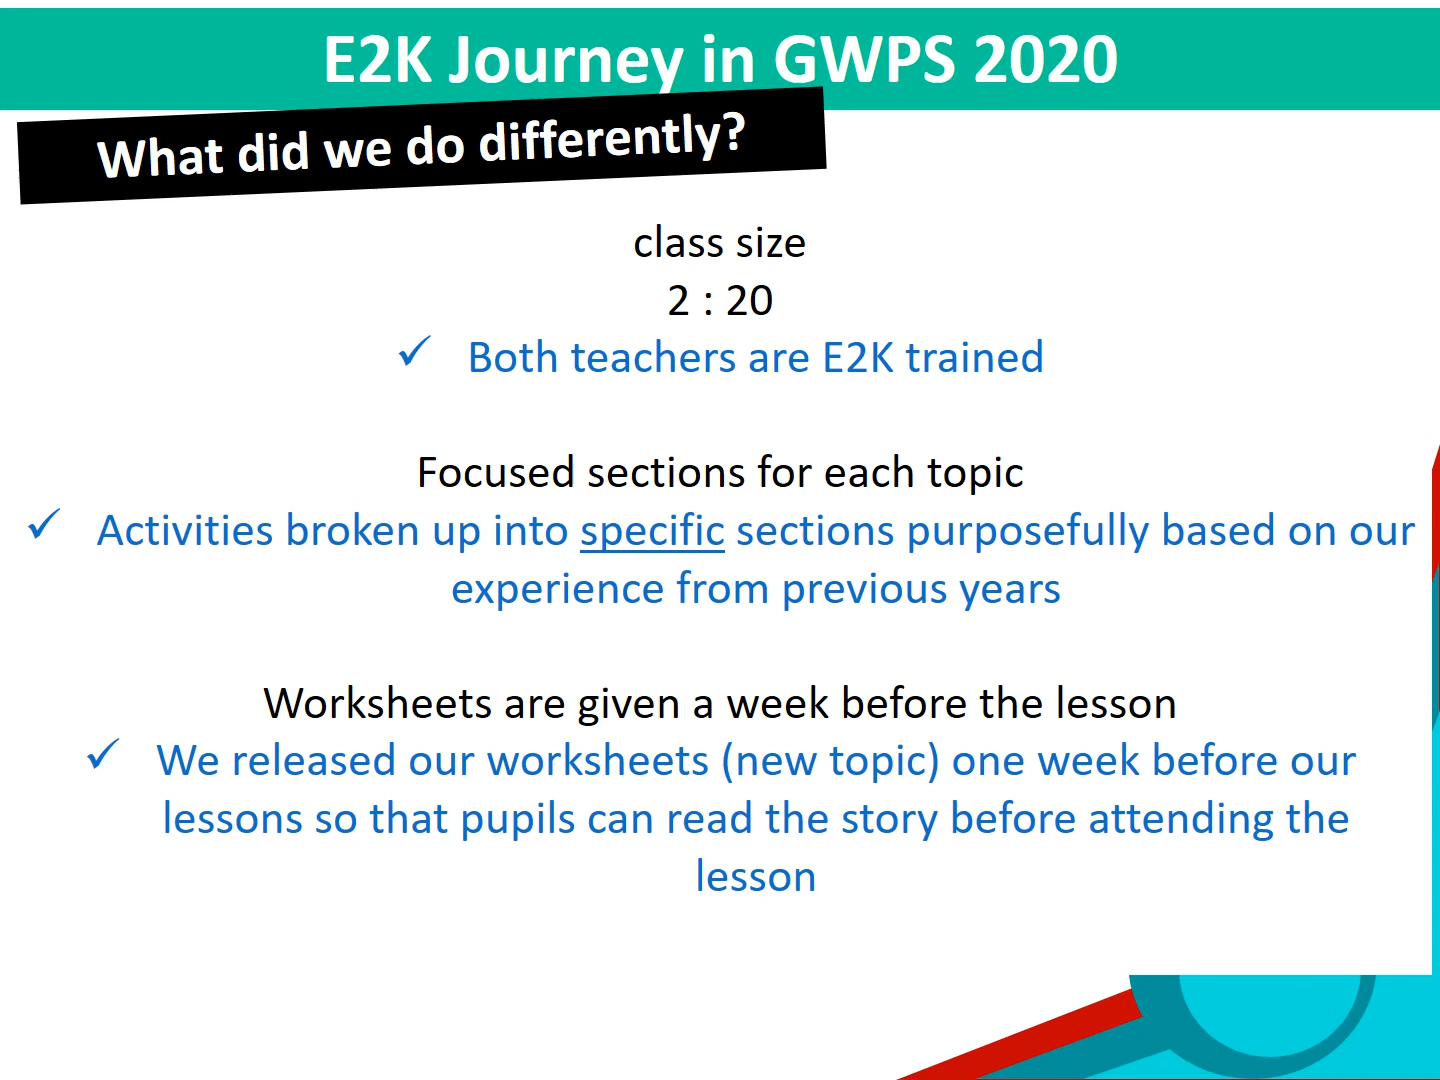 E2K Journey in GWPS 2020
What did we do differently?
class size
2 : 20
✓ Both teachers are E2K trained
Focused sections for each topic
✓ Activities broken up into specific sections purposefully based on our
experience from previous years
Worksheets are given a week before the lesson
✓ We released our worksheets (new topic) one week before our
lessons so that pupils can read the story before attending the
lesson